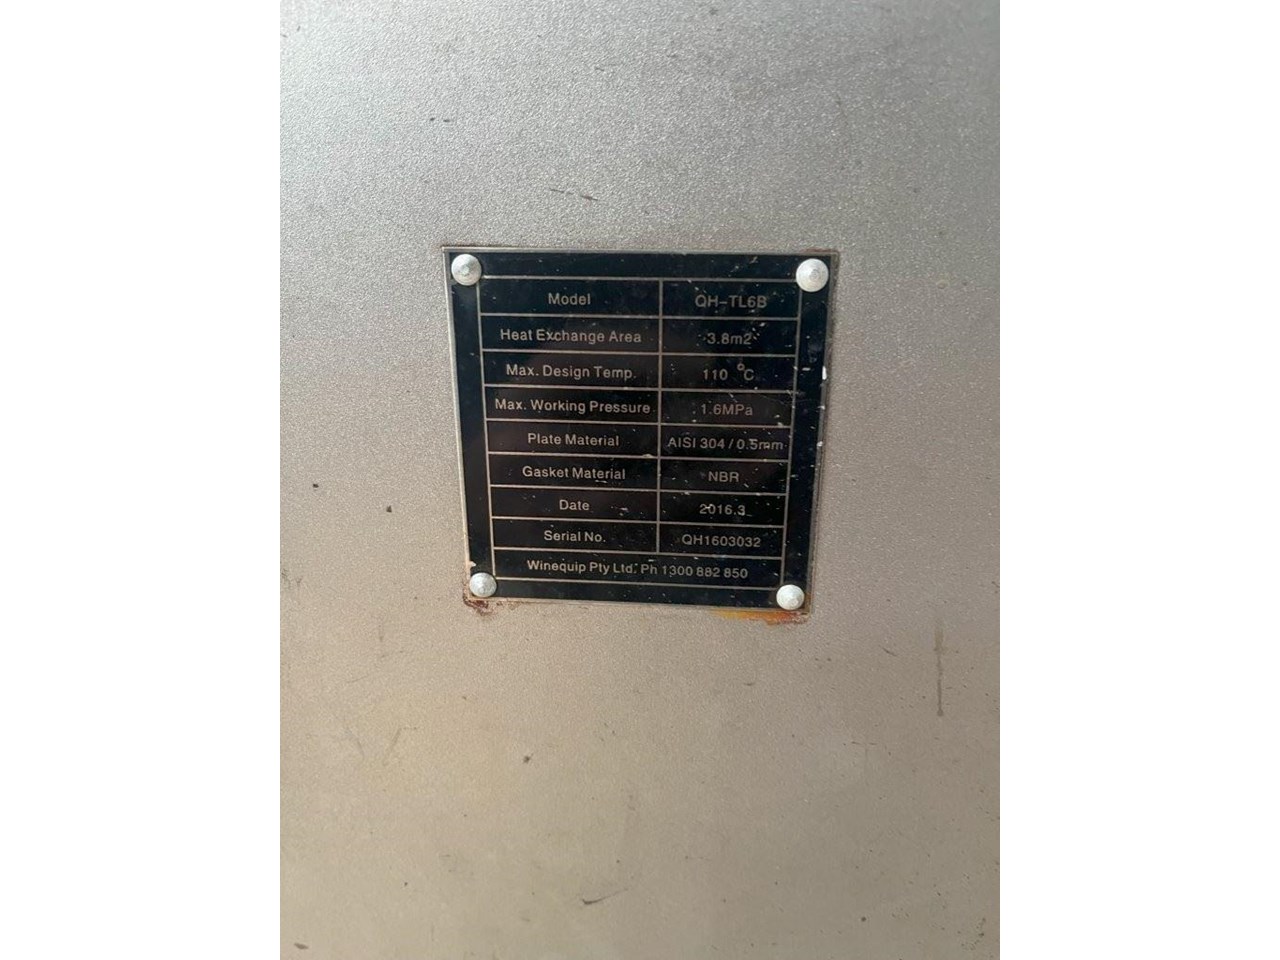 Model QH-TL6B
Heat Exchange Area 3.8m2
Max. Design Temp. 110 °C
Max. Working Pressure 1.6MPa
Plate Material AISI 304 / 0.5mm
Gasket Material NBR
Date 2016.3
Serial No. QH1603032
Winequip Pty Ltd. Ph 1300 882 850